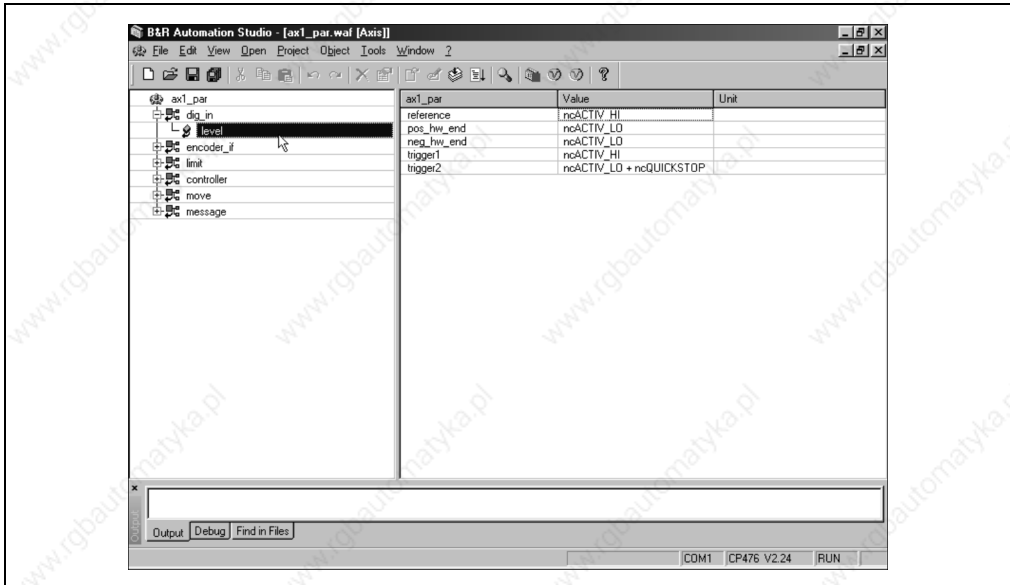 B&R Automation Studio - [ax1_par.waf [Axis]]
File Edit View Open Project Object Tools Window ?
ax1_par
dig_in
level
encoder_if
limit
controller
move
message
ax1_par Value Unit
reference ncACTIV_HI
pos_hw_end ncACTIV_LO
neg_hw_end ncACTIV_LO
trigger1 ncACTIV_HI
trigger2 ncACTIV_LO + ncQUICKSTOP
Output
Output Debug Find in Files
COM1 CP476 V2.24 RUN
www.rgbautomatyka.pl